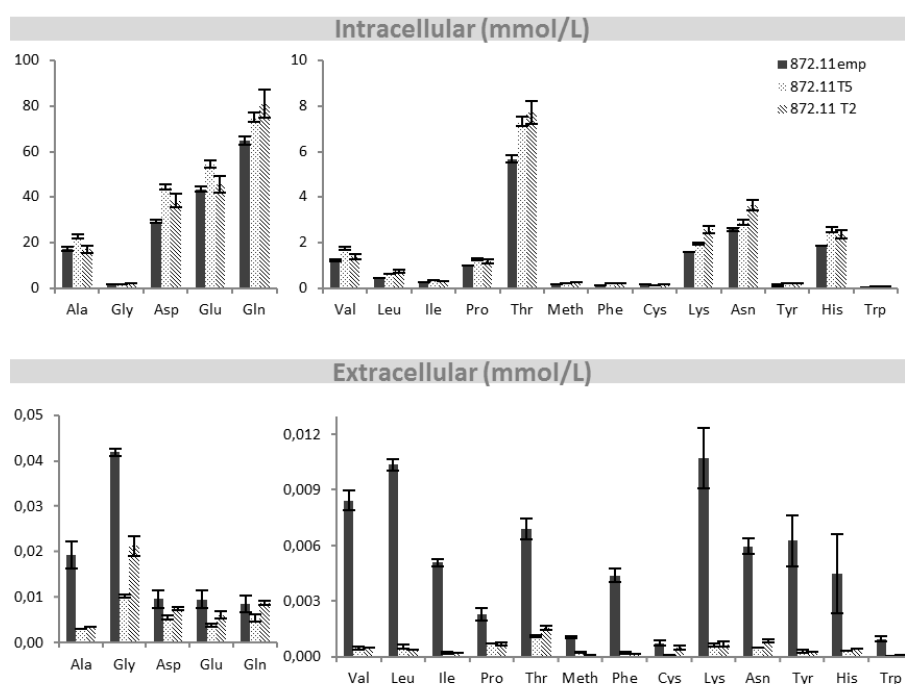 Intracellular (mmol/L)
100
80
60
40
20
0
Ala Gly Asp Glu Gln
10
8
6
4
2
0
872.11emp
872.11T5
872.11 T2
Val Leu Ile Pro Thr Meth Phe Cys Lys Asn Tyr His Trp
Extracellular (mmol/L)
0,05
0,04
0,03
0,02
0,01
0,00
Ala Gly Asp Glu Gln
0,012
0,009
0,006
0,003
0,000
Val Leu Ile Pro Thr Meth Phe Cys Lys Asn Tyr His Trp